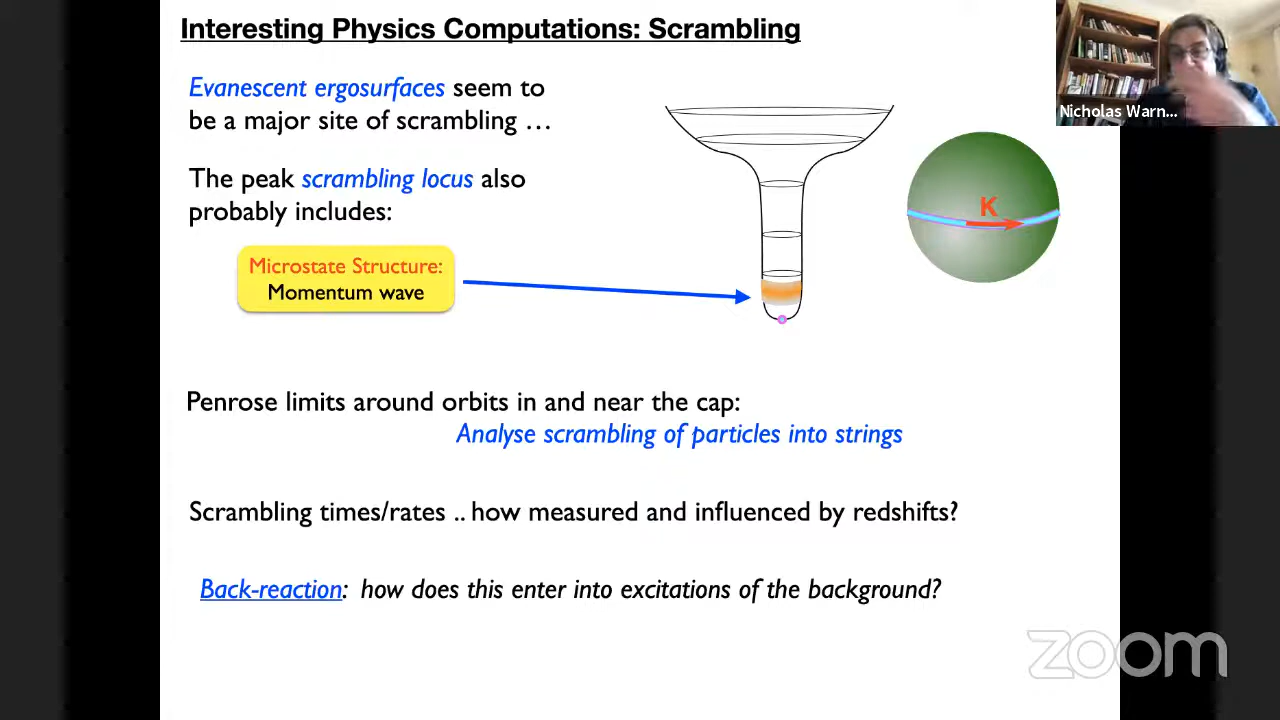 Interesting Physics Computations: Scrambling
Evanescent ergosurfaces seem to
be a major site of scrambling …
The peak scrambling locus also
probably includes:
Microstate Structure:
Momentum wave
K
Nicholas Warn...
Penrose limits around orbits in and near the cap:
Analyse scrambling of particles into strings
Scrambling times/rates .. how measured and influenced by redshifts?
Back-reaction: how does this enter into excitations of the background?
zoom